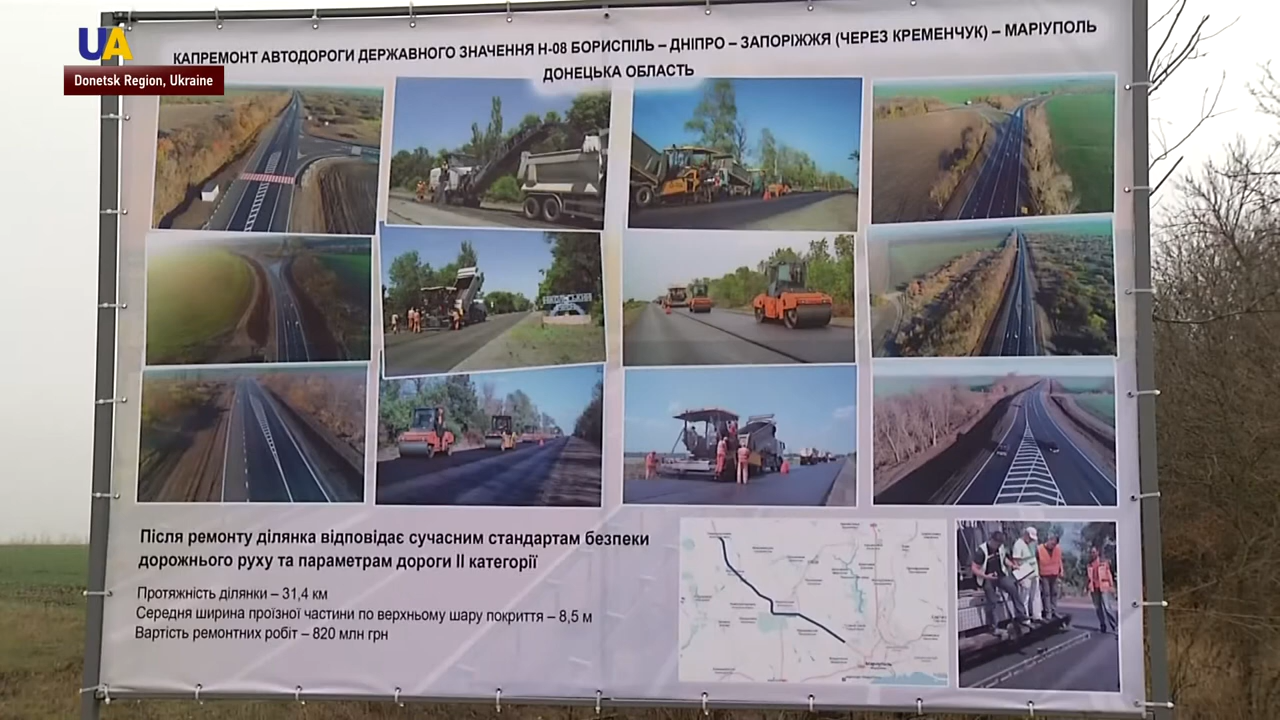 UA
Donetsk Region, Ukraine
КАПРЕМОНТ АВТОДОРОГИ ДЕРЖАВНОГО ЗНАЧЕННЯ Н-08 БОРИСПІЛЬ – ДНІПРО – ЗАПОРІЖЖЯ (ЧЕРЕЗ КРЕМЕНЧУК) – МАРІУПОЛЬ
ДОНЕЦЬКА ОБЛАСТЬ
Після ремонту ділянка відповідає сучасним стандартам безпеки
дорожнього руху та параметрам дороги ІІ категорії
Протяжність ділянки – 31,4 км
Середня ширина проїзної частини по верхньому шару покриття – 8,5 м
Вартість ремонтних робіт – 820 млн грн